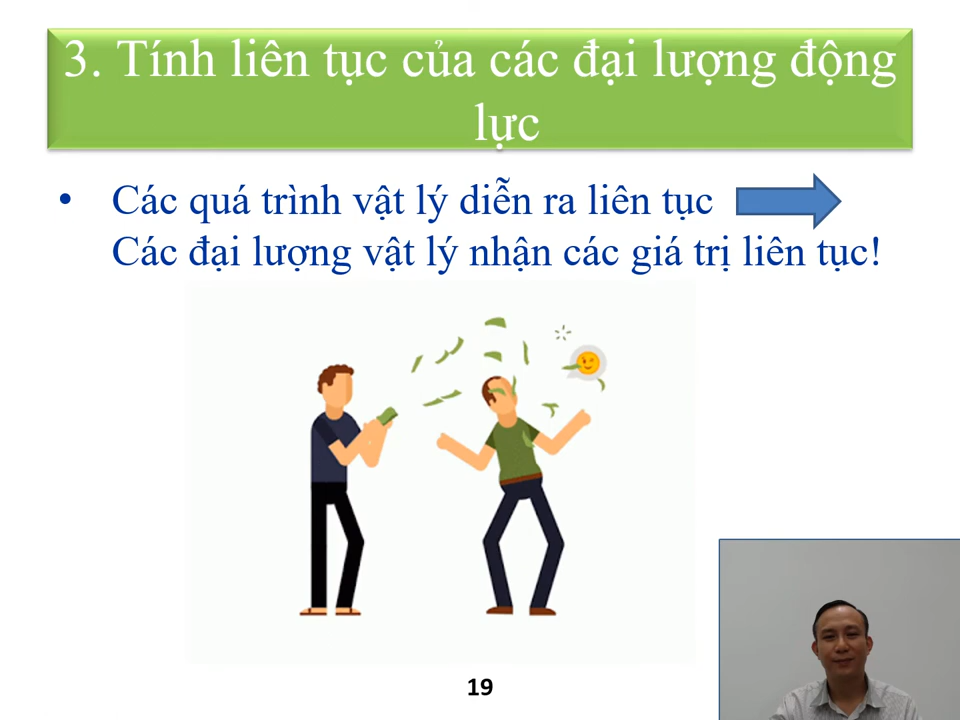 3. Tính liên tục của các đại lượng động
lực
• Các quá trình vật lý diễn ra liên tục
Các đại lượng vật lý nhận các giá trị liên tục!
19